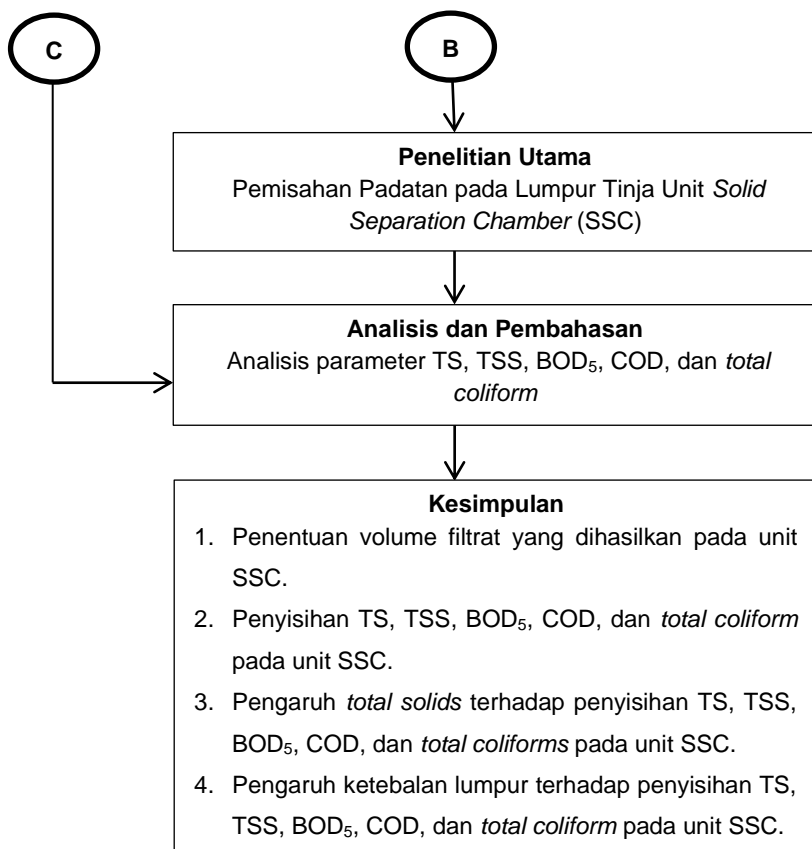 C
B
Penelitian Utama
Pemisahan Padatan pada Lumpur Tinja Unit Solid
Separation Chamber (SSC)
Analisis dan Pembahasan
Analisis parameter TS, TSS, BOD₅, COD, dan total
coliform
Kesimpulan
1. Penentuan volume filtrat yang dihasilkan pada unit
SSC.
2. Penyisihan TS, TSS, BOD₅, COD, dan total coliform
pada unit SSC.
3. Pengaruh total solids terhadap penyisihan TS, TSS,
BOD₅, COD, dan total coliforms pada unit SSC.
4. Pengaruh ketebalan lumpur terhadap penyisihan TS,
TSS, BOD₅, COD, dan total coliform pada unit SSC.